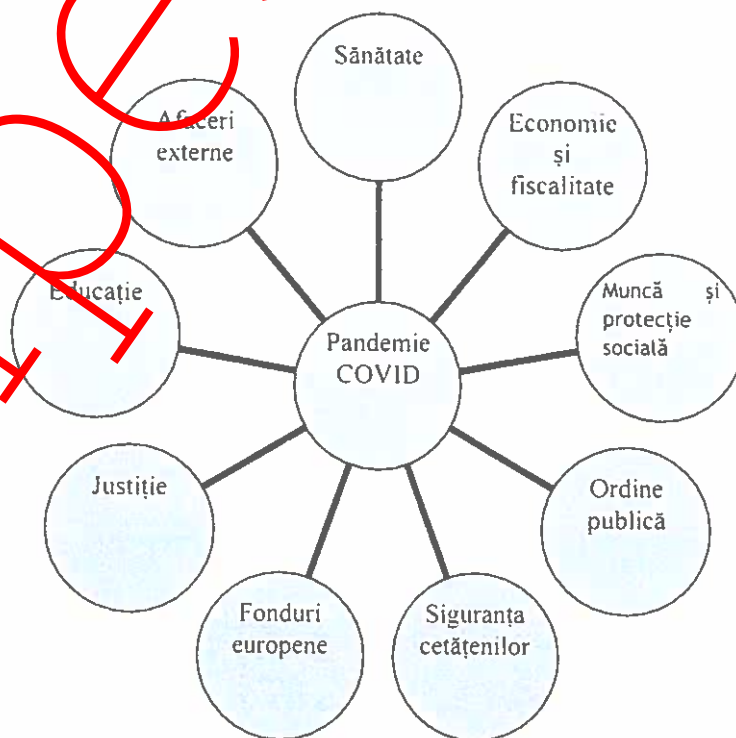 Sănătate
Economie
și
fiscalitate
Muncă și
protecție
socială
Ordine
publică
Siguranța
cetățenilor
Fonduri
europene
Justiție
Educație
Afaceri
externe
Pandemie
COVID